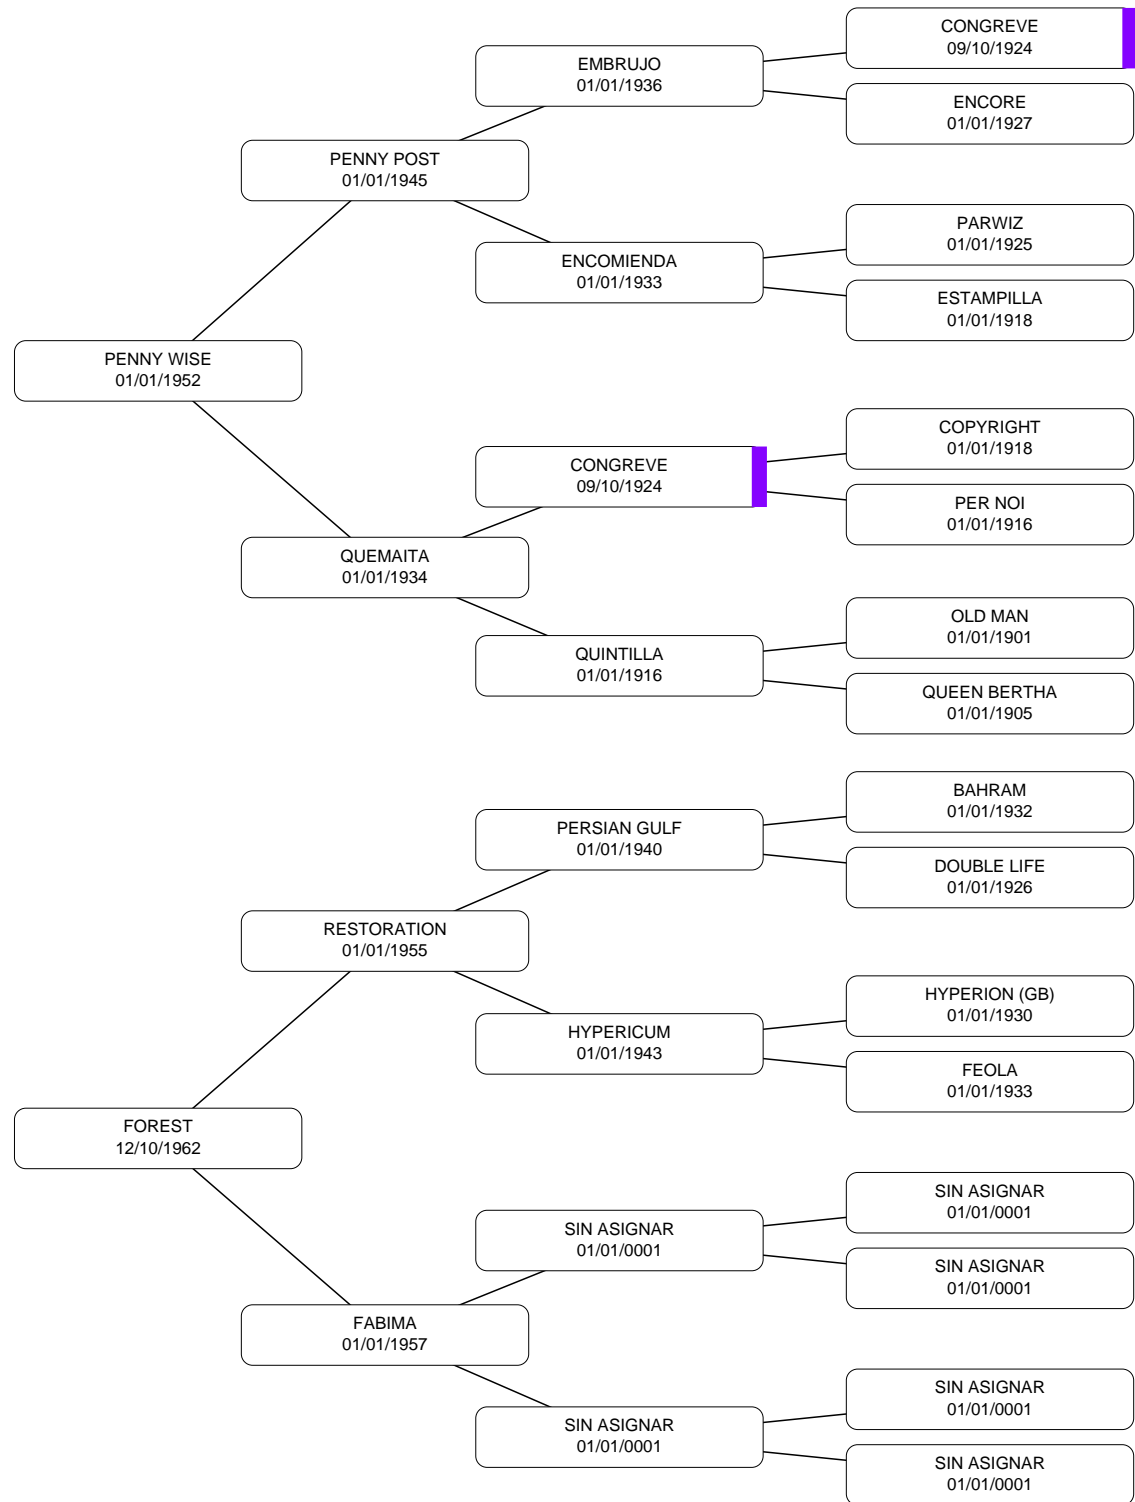 CONGREVE
09/10/1924
EMBRUJO
01/01/1936
ENCORE
01/01/1927
PENNY POST
01/01/1945
PARWIZ
01/01/1925
ENCOMIENDA
01/01/1933
ESTAMPILLA
01/01/1918
PENNY WISE
01/01/1952
COPYRIGHT
01/01/1918
CONGREVE
09/10/1924
PER NOI
01/01/1916
QUEMAITA
01/01/1934
OLD MAN
01/01/1901
QUINTILLA
01/01/1916
QUEEN BERTHA
01/01/1905
BAHRAM
01/01/1932
PERSIAN GULF
01/01/1940
DOUBLE LIFE
01/01/1926
RESTORATION
01/01/1955
HYPERION (GB)
01/01/1930
HYPERICUM
01/01/1943
FEOLA
01/01/1933
FOREST
12/10/1962
SIN ASIGNAR
01/01/0001
SIN ASIGNAR
01/01/0001
SIN ASIGNAR
01/01/0001
FABIMA
01/01/1957
SIN ASIGNAR
01/01/0001
SIN ASIGNAR
01/01/0001
SIN ASIGNAR
01/01/0001